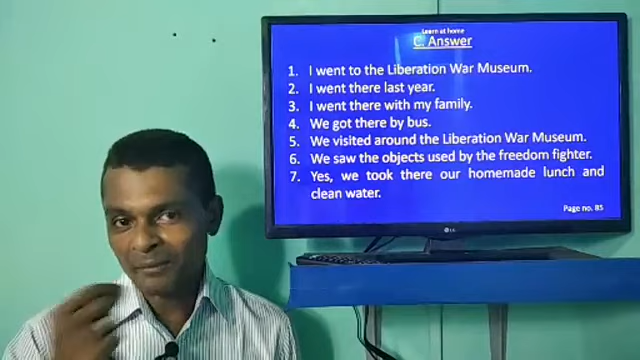 Learn at home
C. Answer
1. I went to the Liberation War Museum.
2. I went there last year.
3. I went there with my family.
4. We got there by bus.
5. We visited around the Liberation War Museum.
6. We saw the objects used by the freedom fighter.
7. Yes, we took there our homemade lunch and
clean water.
Page no. 85
LG